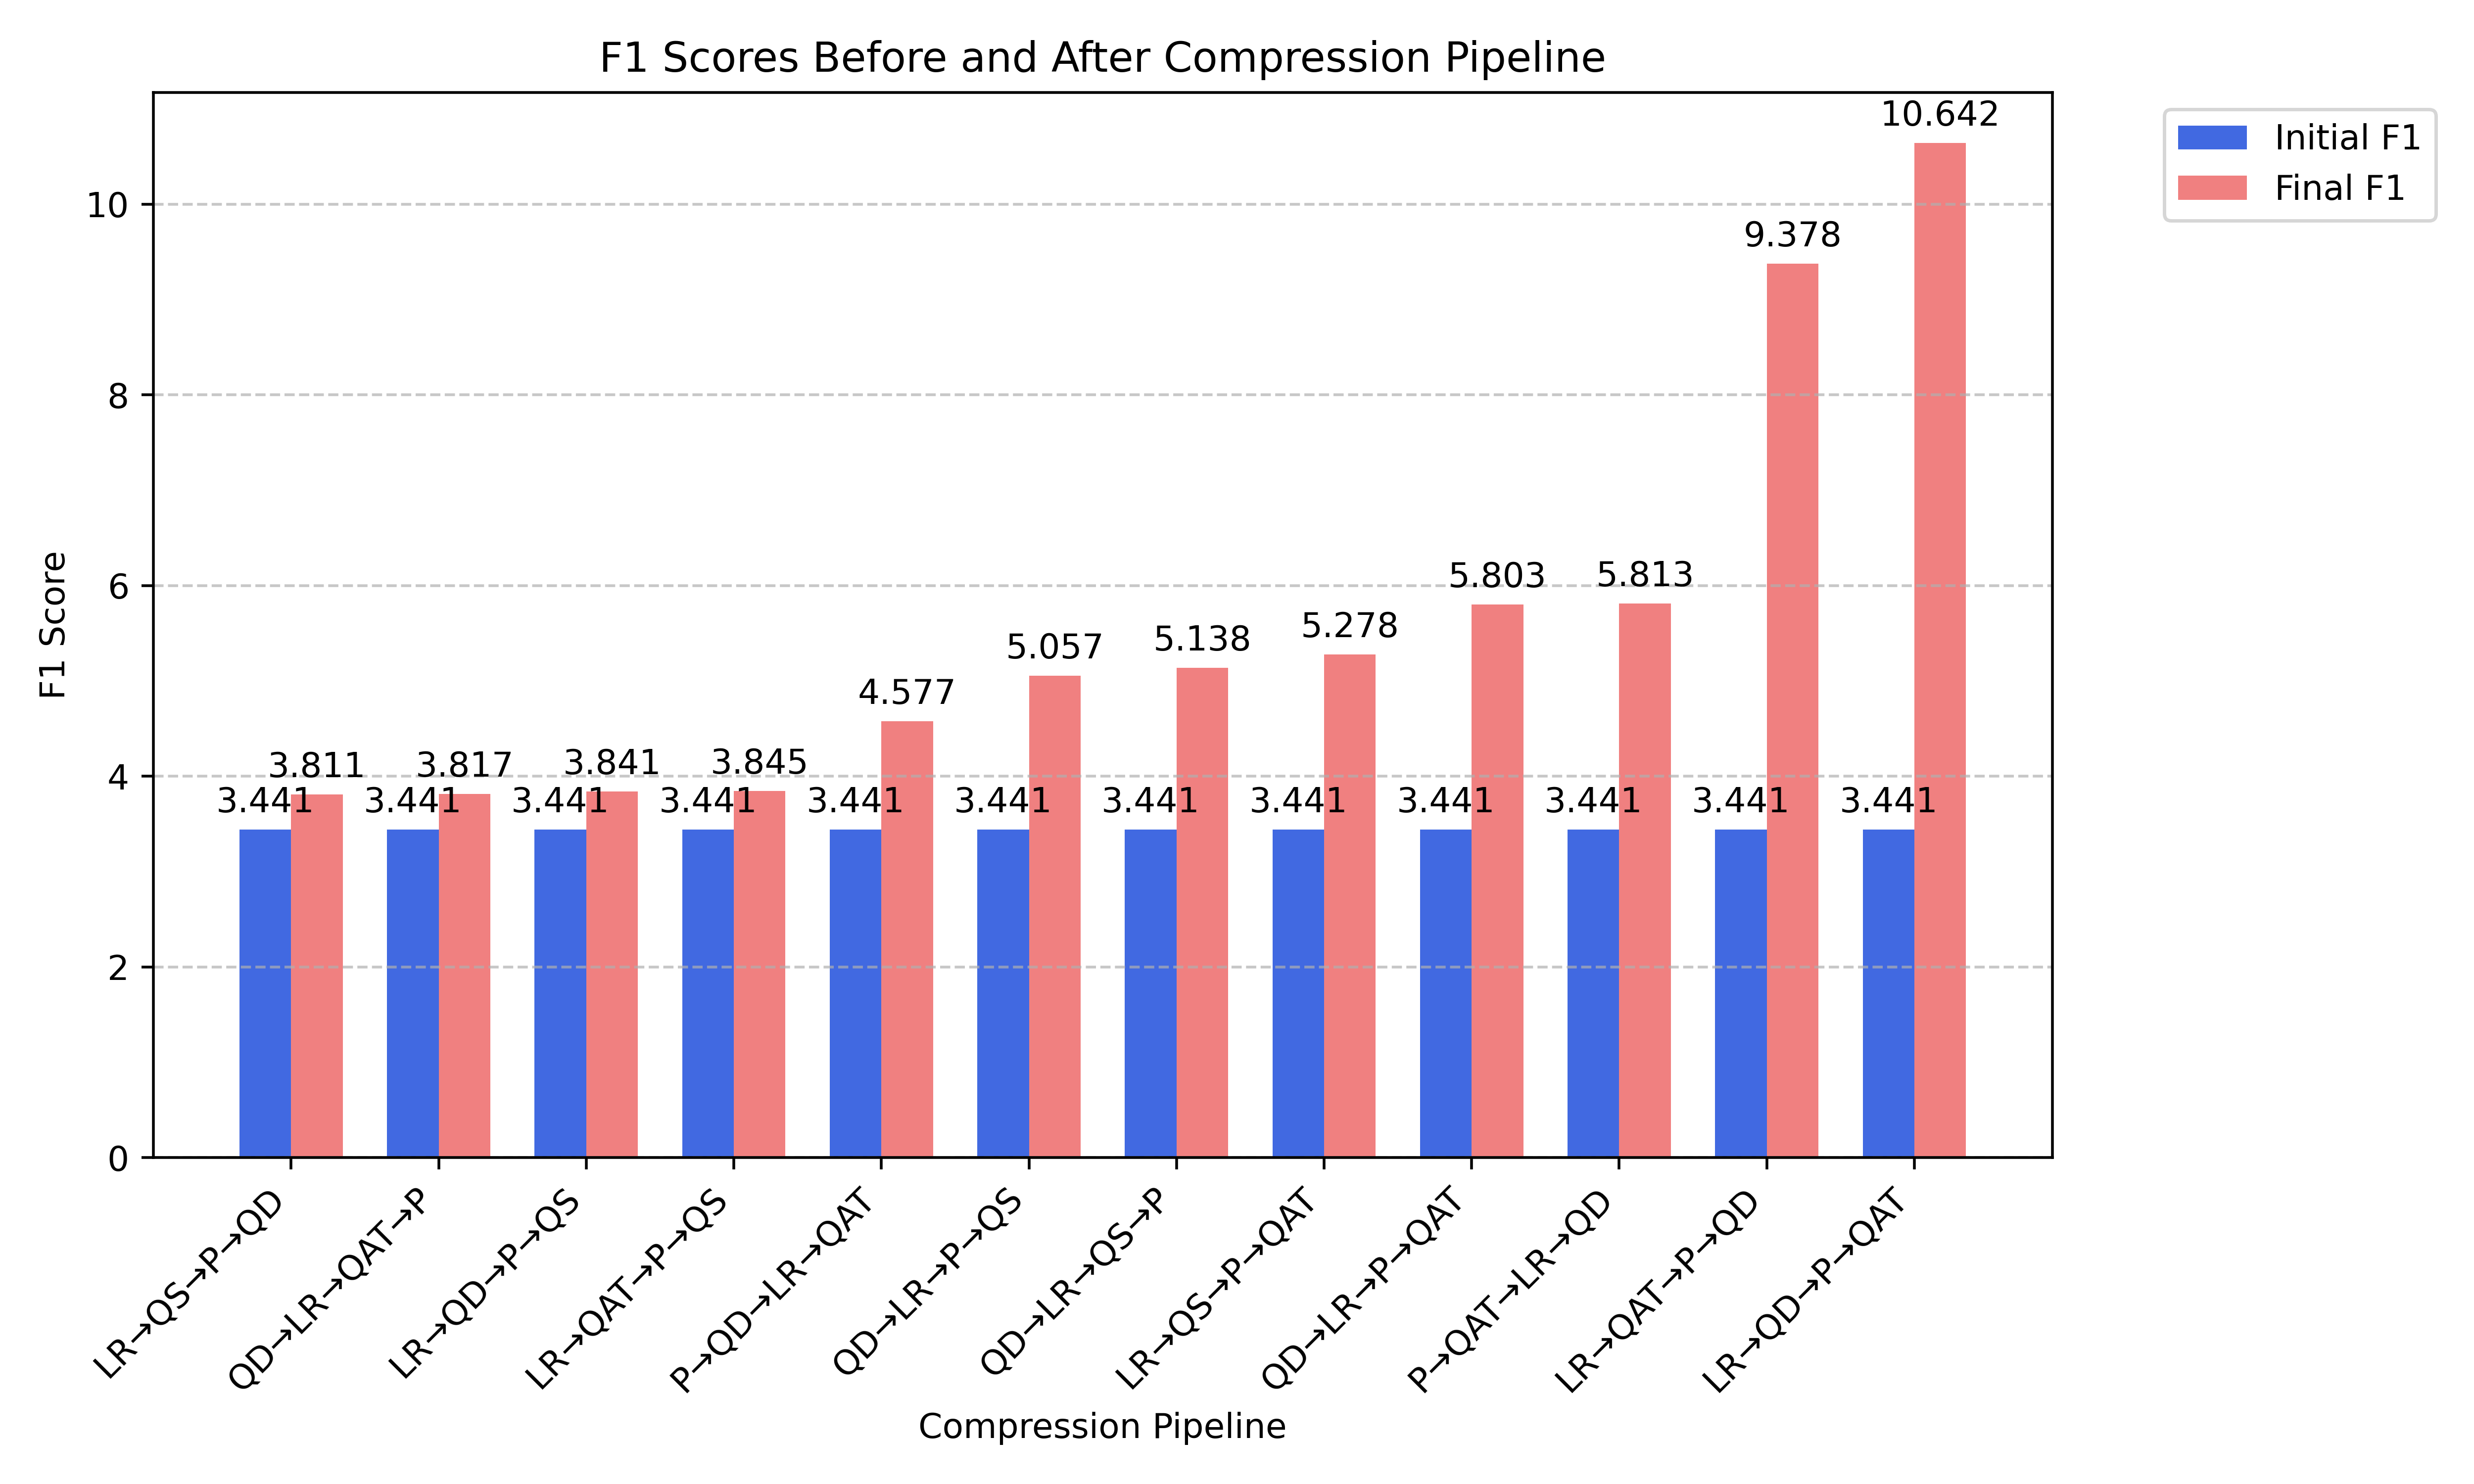 F1 Scores Before and After Compression Pipeline
Initial F1
Final F1
F1 Score
10
8
6
4
2
0
3.441 3.811
3.441 3.817
3.441 3.841
3.441 3.845
3.441 4.577
3.441 5.057
3.441 5.138
3.441 5.278
3.441 5.803
3.441 5.813
3.441 9.378
3.441 10.642
LR→QS→P→QD
QD→LR→QAT→P
LR→QD→P→QS
LR→QAT→P→QS
P→QD→LR→QAT
QD→LR→P→QS
QD→LR→QS→P
LR→QS→P→QAT
QD→LR→P→QAT
P→QAT→LR→QD
LR→QAT→P→QD
LR→QD→P→QAT
Compression Pipeline